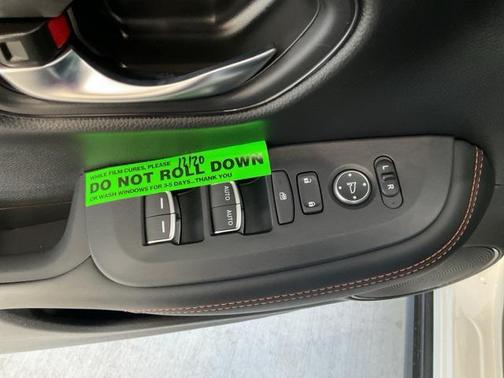 WHILE FILM CURES, PLEASE 12/20
DO NOT ROLL DOWN
OR WASH WINDOWS FOR 3-5 DAYS...THANK YOU
AUTO AUTO
L
R